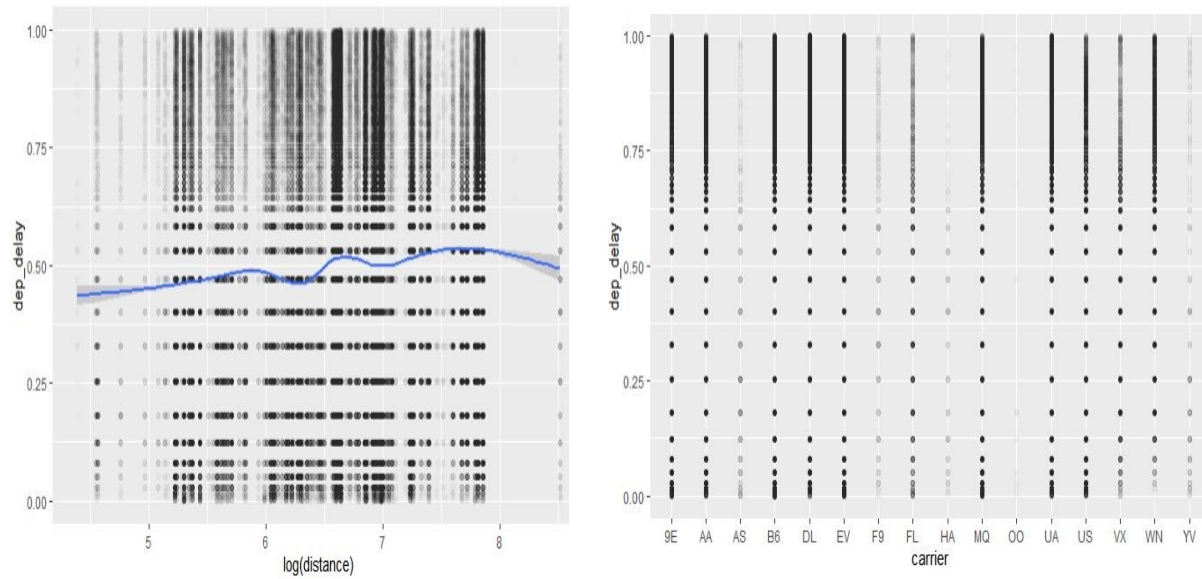 1.00
0.75
0.50
0.25
0.00
dep_delay
5 6 7 8
log(distance)
1.00
0.75
0.50
0.25
0.00
dep_delay
9E AA AS B6 DL EV F9 FL HA MQ OO UA US VX WN YV
carrier